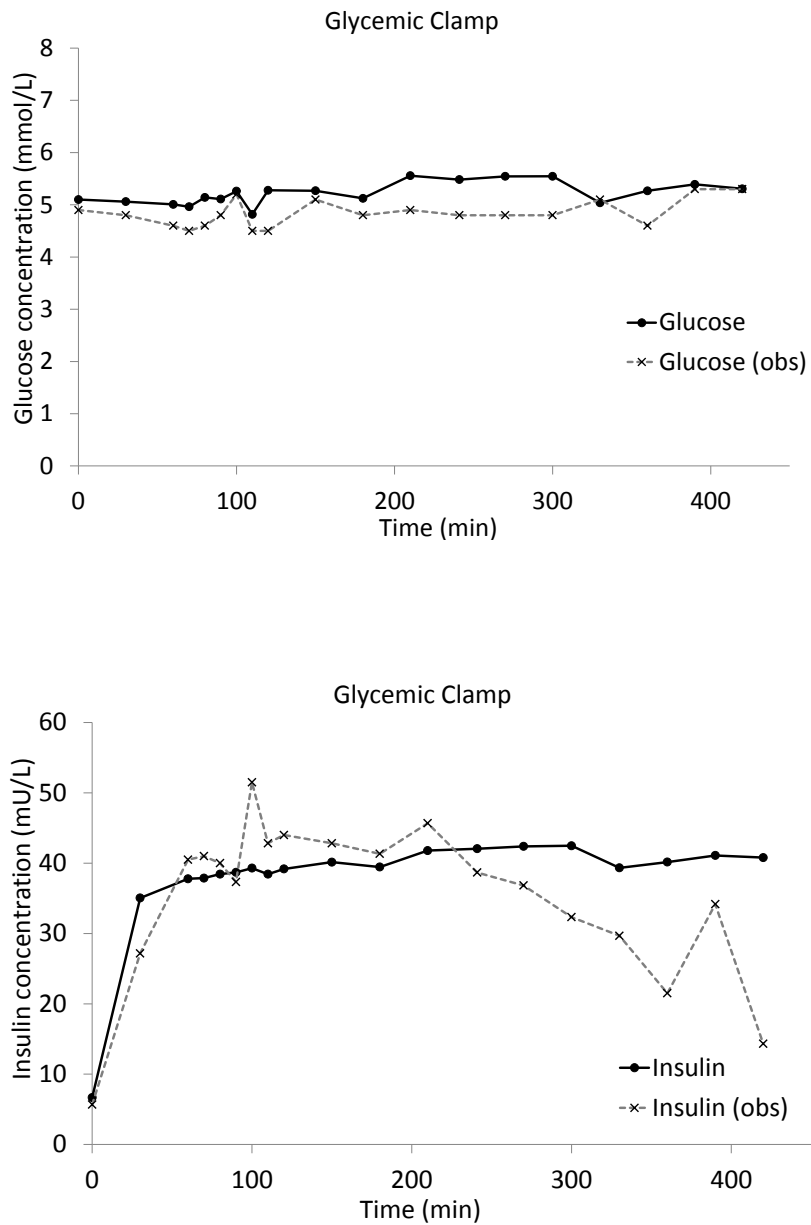 Glycemic Clamp
8
7
6
5
4
3
2
1
0
Glucose concentration (mmol/L)
Glucose
Glucose (obs)
0 100 200 300 400
Time (min)
Glycemic Clamp
60
50
40
30
20
10
0
Insulin concentration (mU/L)
Insulin
Insulin (obs)
0 100 200 300 400
Time (min)